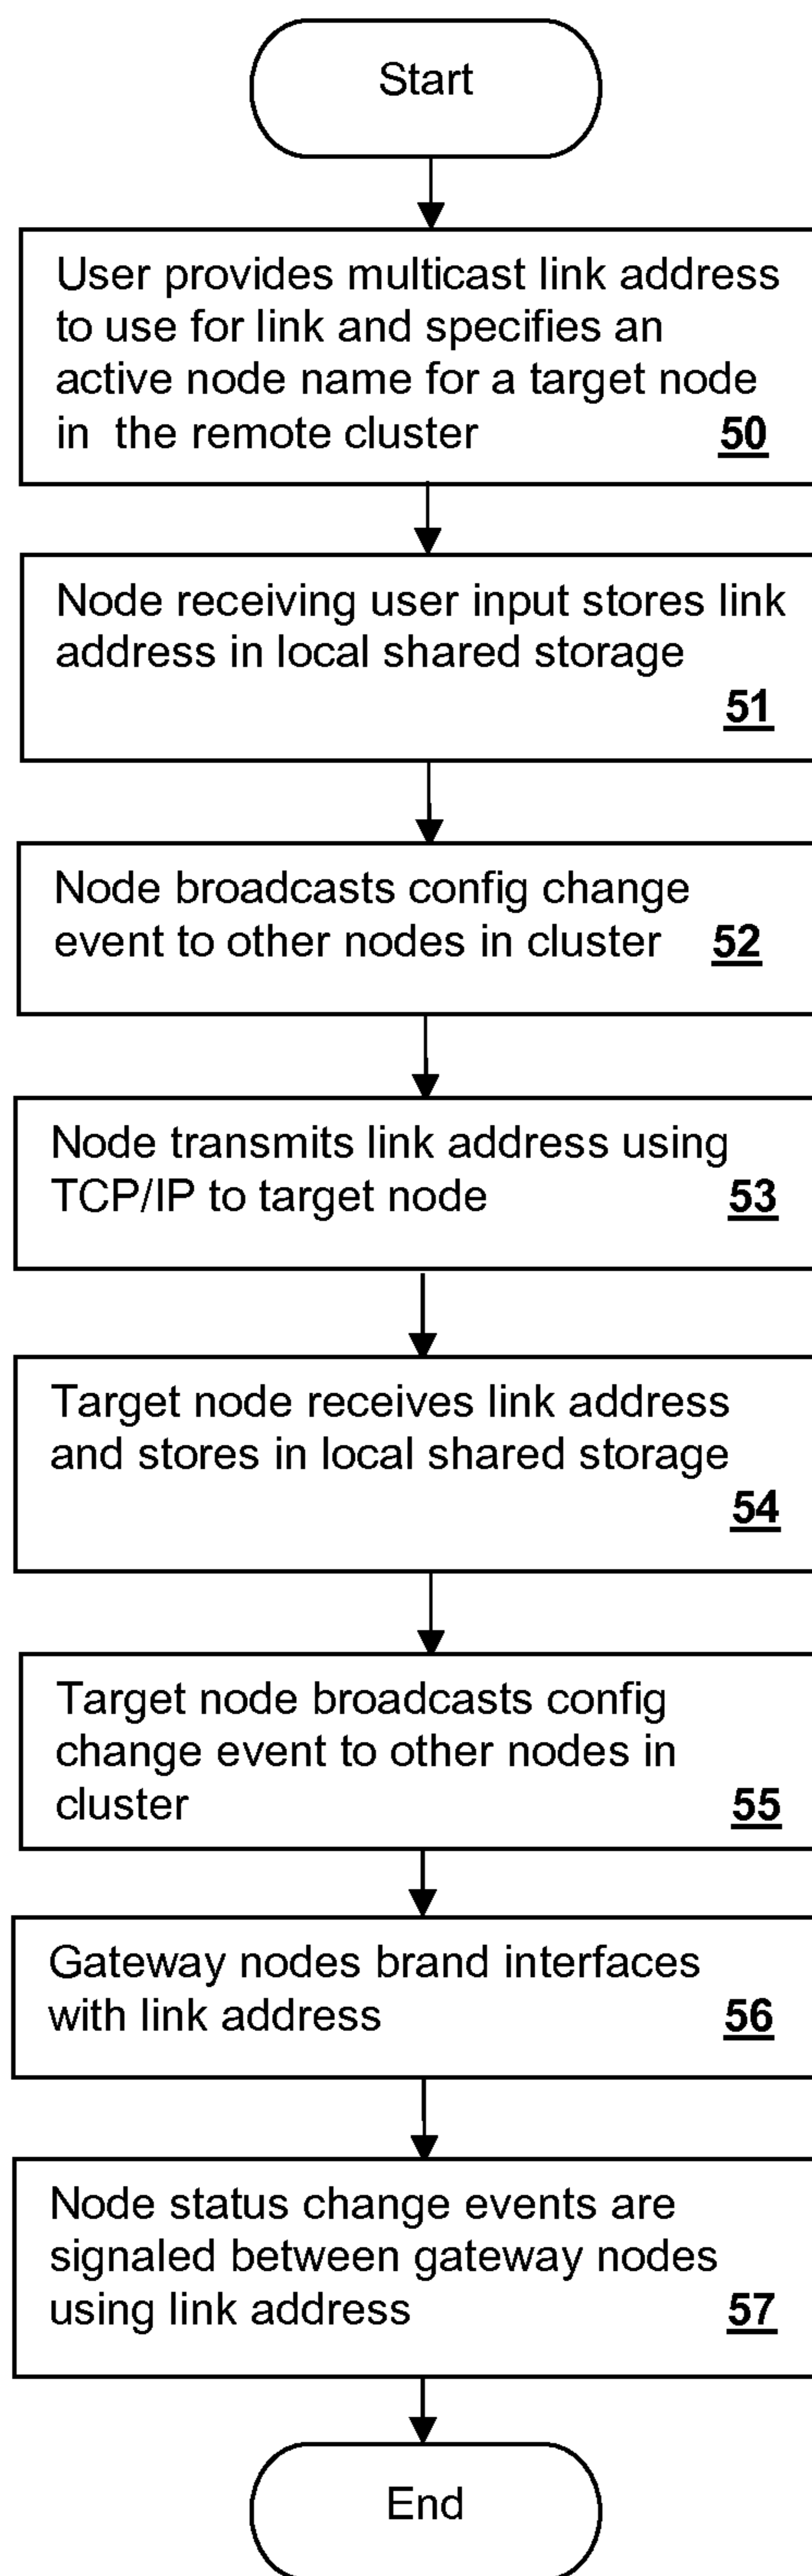 Start
User provides multicast link address
to use for link and specifies an
active node name for a target node
in the remote cluster 50
Node receiving user input stores link
address in local shared storage
51
Node broadcasts config change
event to other nodes in cluster 52
Node transmits link address using
TCP/IP to target node 53
Target node receives link address
and stores in local shared storage
54
Target node broadcasts config
change event to other nodes in
cluster 55
Gateway nodes brand interfaces
with link address 56
Node status change events are
signaled between gateway nodes
using link address 57
End